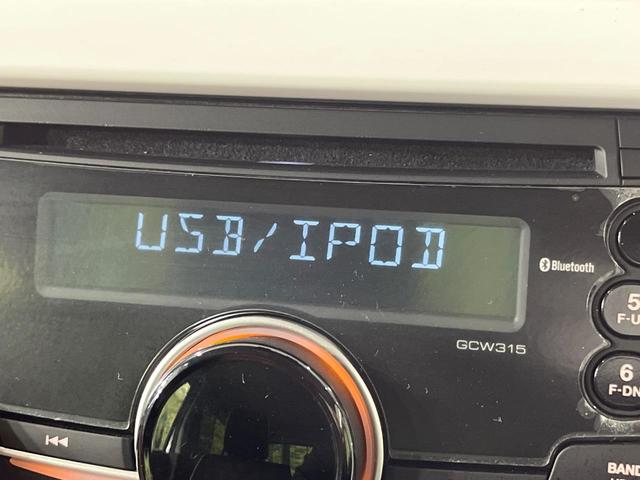 USB/IPOD
Bluetooth
GCW315
5
F-U
6
F-DN
BAND